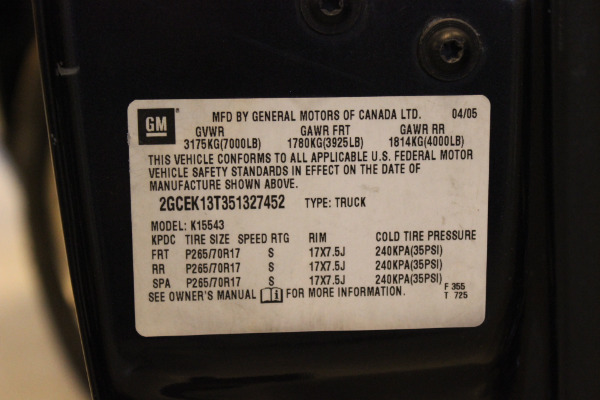 GM
MFD BY GENERAL MOTORS OF CANADA LTD. 04/05
GVWR GAWR FRT GAWR RR
3175KG(7000LB) 1780KG(3925LB) 1814KG(4000LB)
THIS VEHICLE CONFORMS TO ALL APPLICABLE U.S. FEDERAL MOTOR
VEHICLE SAFETY STANDARDS IN EFFECT ON THE DATE OF
MANUFACTURE SHOWN ABOVE.
2GCEK13T351327452 TYPE: TRUCK
MODEL: K15543
KPDC TIRE SIZE SPEED RTG RIM COLD TIRE PRESSURE
FRT P265/70R17 S 17X7.5J 240KPA(35PSI)
RR P265/70R17 S 17X7.5J 240KPA(35PSI)
SPA P265/70R17 S 17X7.5J 240KPA(35PSI)
SEE OWNER'S MANUAL FOR MORE INFORMATION.
F 355
T 725